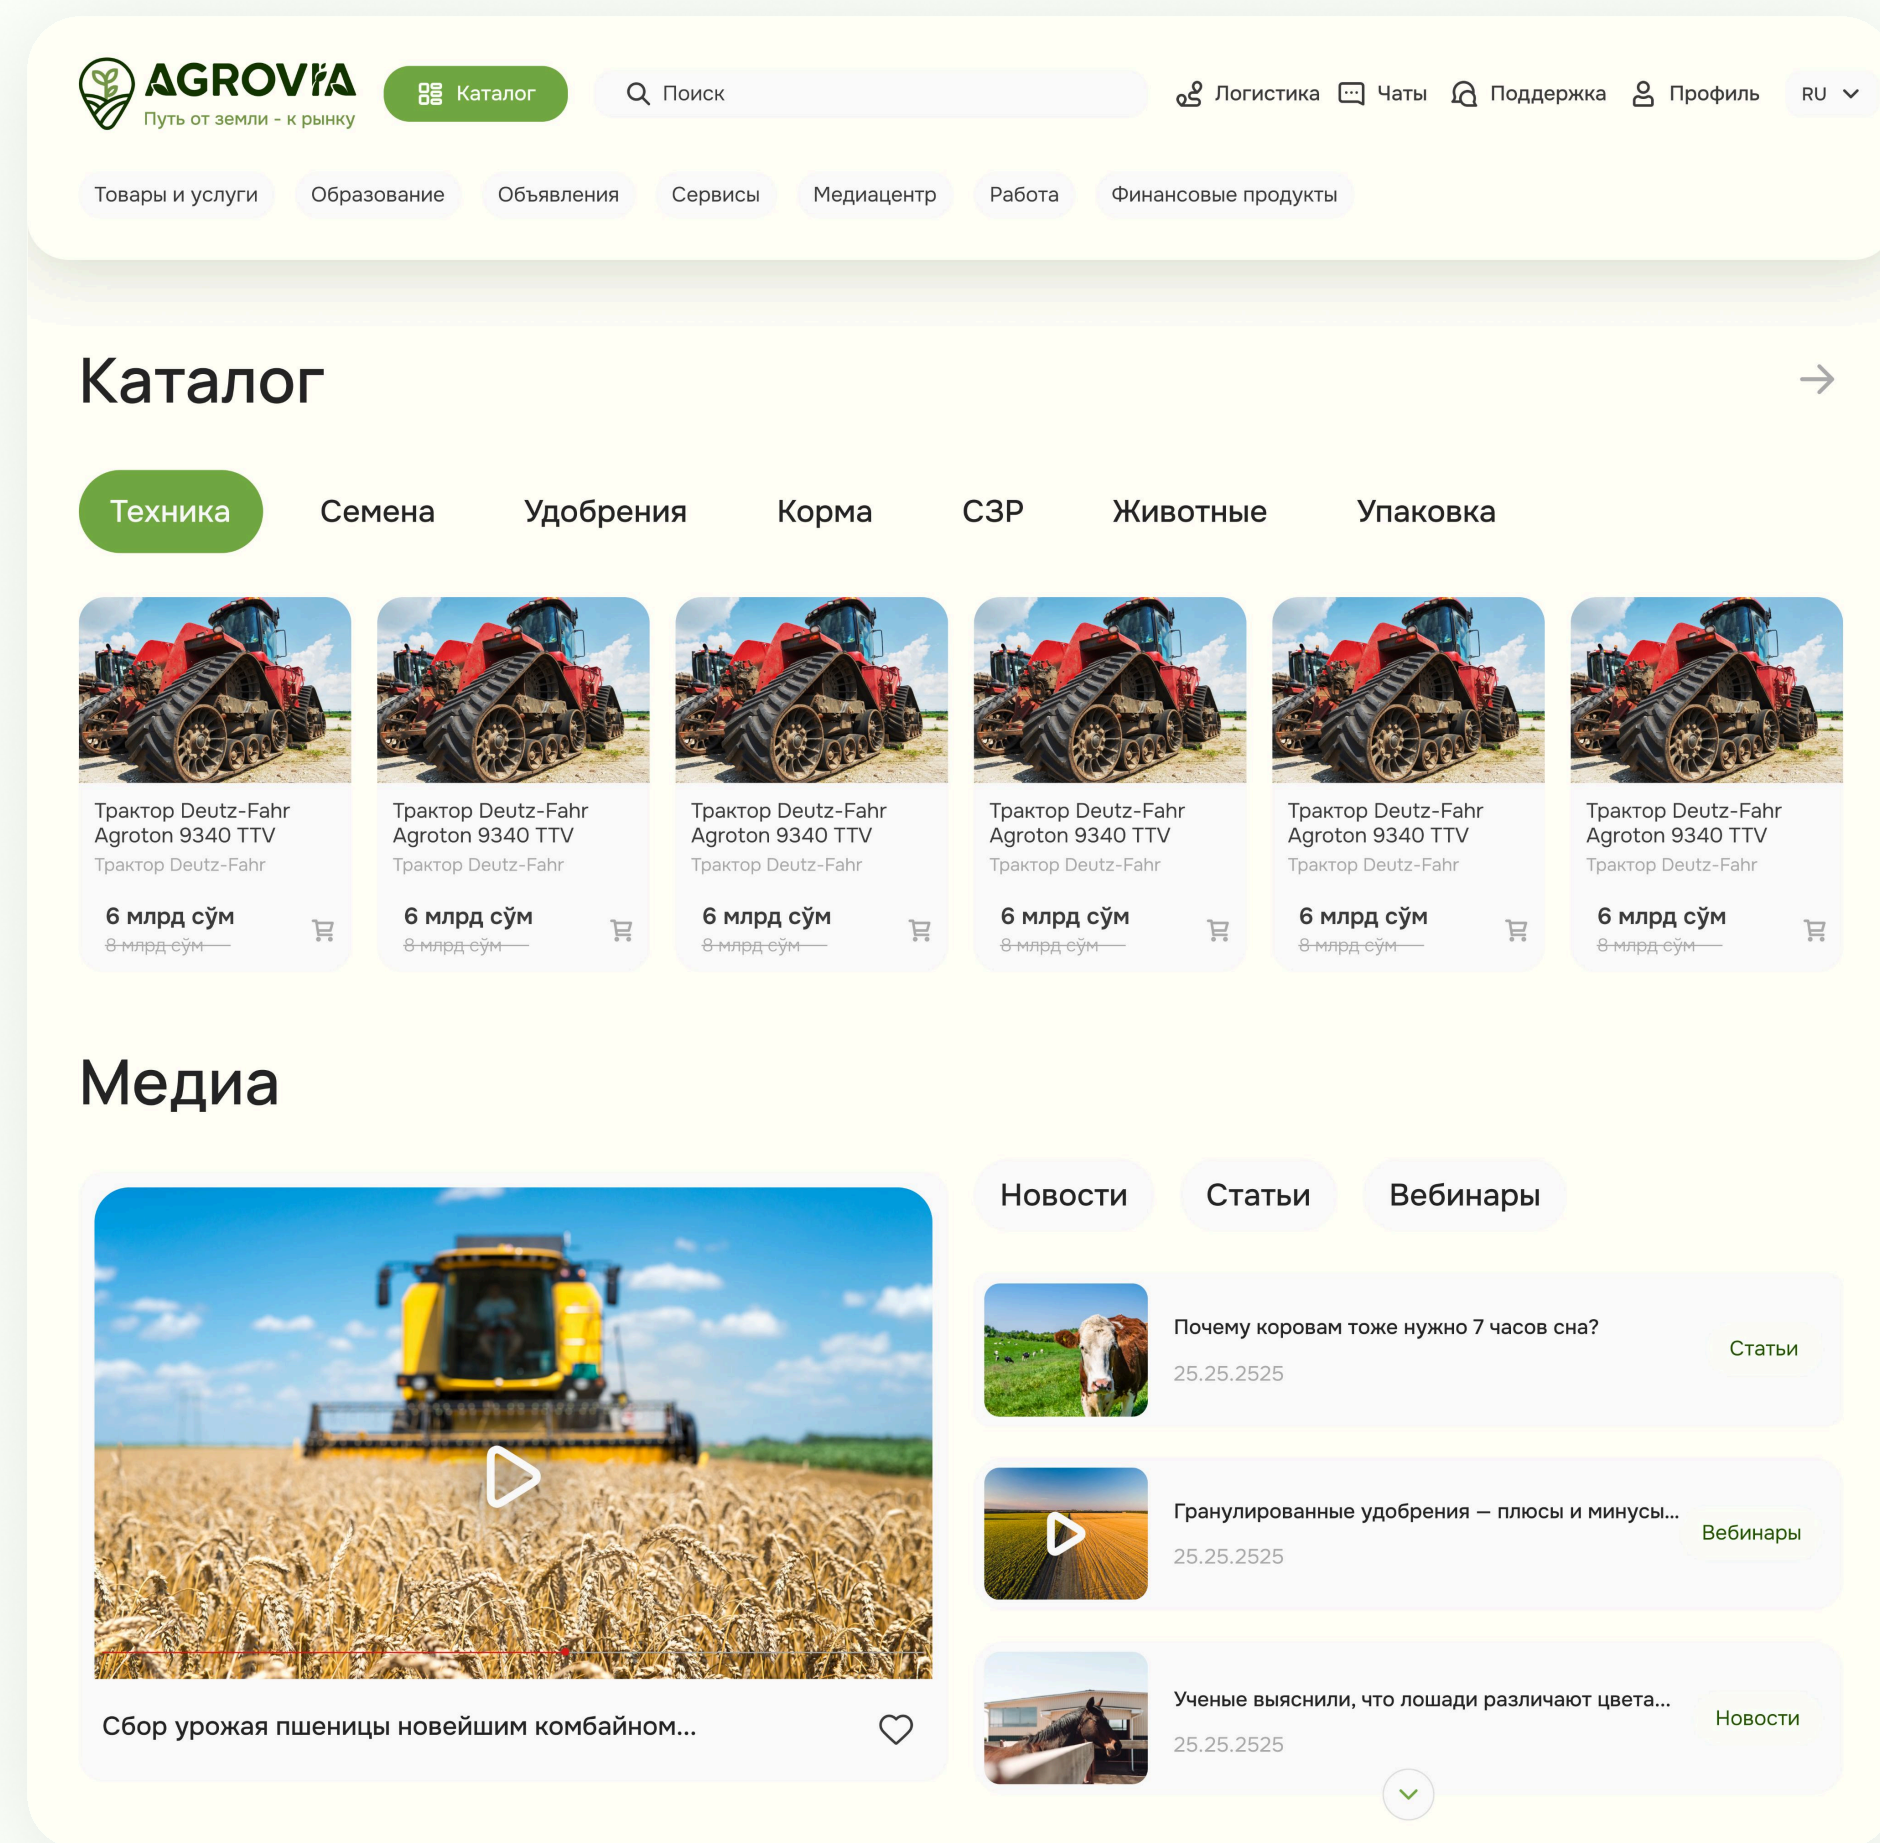 AGROVIA
Путь от земли - к рынку
Каталог
Поиск
Логистика
Чаты
Поддержка
Профиль
RU
Товары и услуги
Образование
Объявления
Сервисы
Медиацентр
Работа
Финансовые продукты
Каталог
Техника
Семена
Удобрения
Корма
СЗР
Животные
Упаковка
Трактор Deutz-Fahr
Agroton 9340 TTV
Трактор Deutz-Fahr
6 млрд сўм
8 млрд сўм
Трактор Deutz-Fahr
Agroton 9340 TTV
Трактор Deutz-Fahr
6 млрд сўм
8 млрд сўм
Трактор Deutz-Fahr
Agroton 9340 TTV
Трактор Deutz-Fahr
6 млрд сўм
8 млрд сўм
Трактор Deutz-Fahr
Agroton 9340 TTV
Трактор Deutz-Fahr
6 млрд сўм
8 млрд сўм
Трактор Deutz-Fahr
Agroton 9340 TTV
Трактор Deutz-Fahr
6 млрд сўм
8 млрд сўм
Трактор Deutz-Fahr
Agroton 9340 TTV
Трактор Deutz-Fahr
6 млрд сўм
8 млрд сўм
Медиа
Сбор урожая пшеницы новейшим комбайном...
Новости
Статьи
Вебинары
Почему коровам тоже нужно 7 часов сна?
25.25.2525
Статьи
Гранулированные удобрения — плюсы и минусы...
25.25.2525
Вебинары
Ученые выяснили, что лошади различают цвета...
25.25.2525
Новости